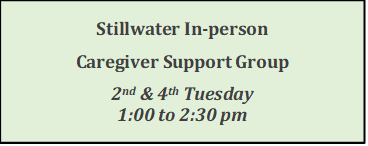 Stillwater In-person
Caregiver Support Group
2nd & 4th Tuesday
1:00 to 2:30 pm